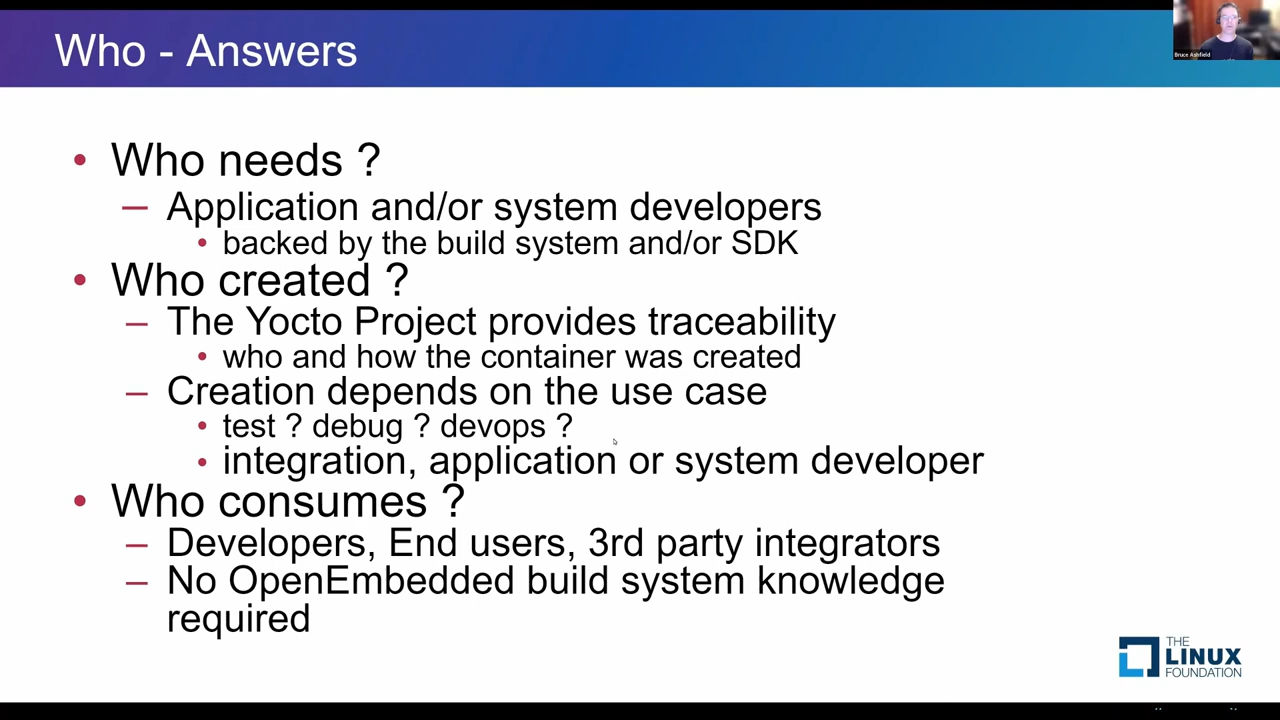 Who - Answers
Bruce Ashfield
• Who needs ?
– Application and/or system developers
• backed by the build system and/or SDK
• Who created ?
– The Yocto Project provides traceability
• who and how the container was created
– Creation depends on the use case
• test ? debug ? devops ?
• integration, application or system developer
• Who consumes ?
– Developers, End users, 3rd party integrators
– No OpenEmbedded build system knowledge
required
THE
LINUX
FOUNDATION